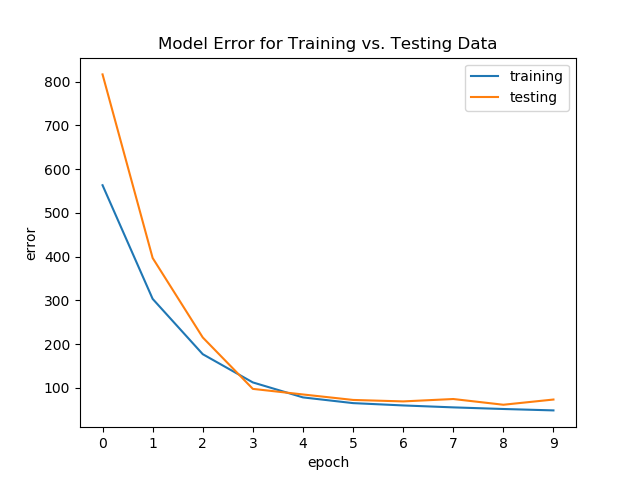 Model Error for Training vs. Testing Data
training
testing
800
700
600
500
400
300
200
100
error
0 1 2 3 4 5 6 7 8 9
epoch